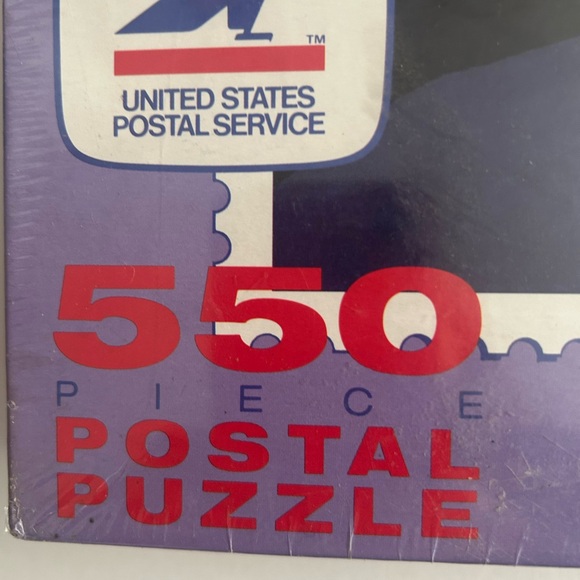 TM
UNITED STATES
POSTAL SERVICE
550
PIECE
POSTAL
PUZZLE